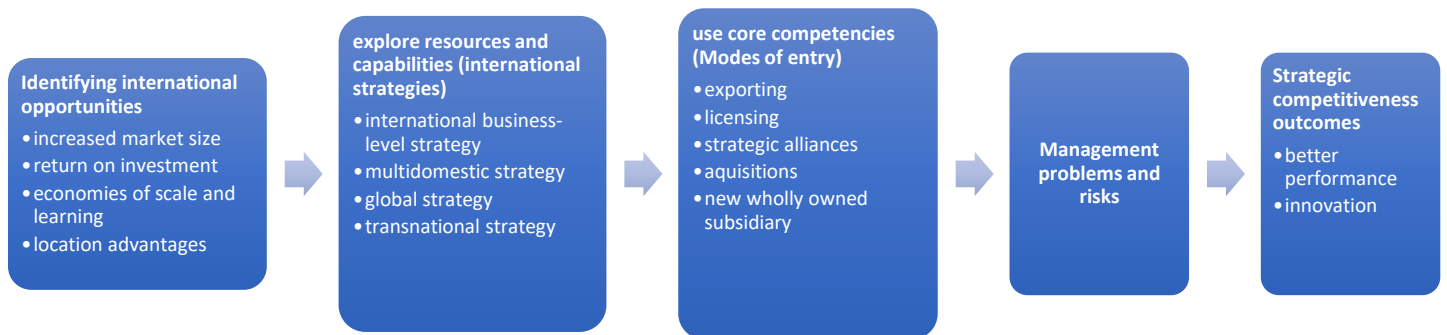 Identifying international
opportunities
•increased market size
•return on investment
•economies of scale and
learning
•location advantages
explore resources and
capabilities (international
strategies)
•international business-
level strategy
•multidomestic strategy
•global strategy
•transnational strategy
use core competencies
(Modes of entry)
•exporting
•licensing
•strategic alliances
•aquisitions
•new wholly owned
subsidiary
Management
problems and
risks
Strategic
competitiveness
outcomes
•better
performance
•innovation